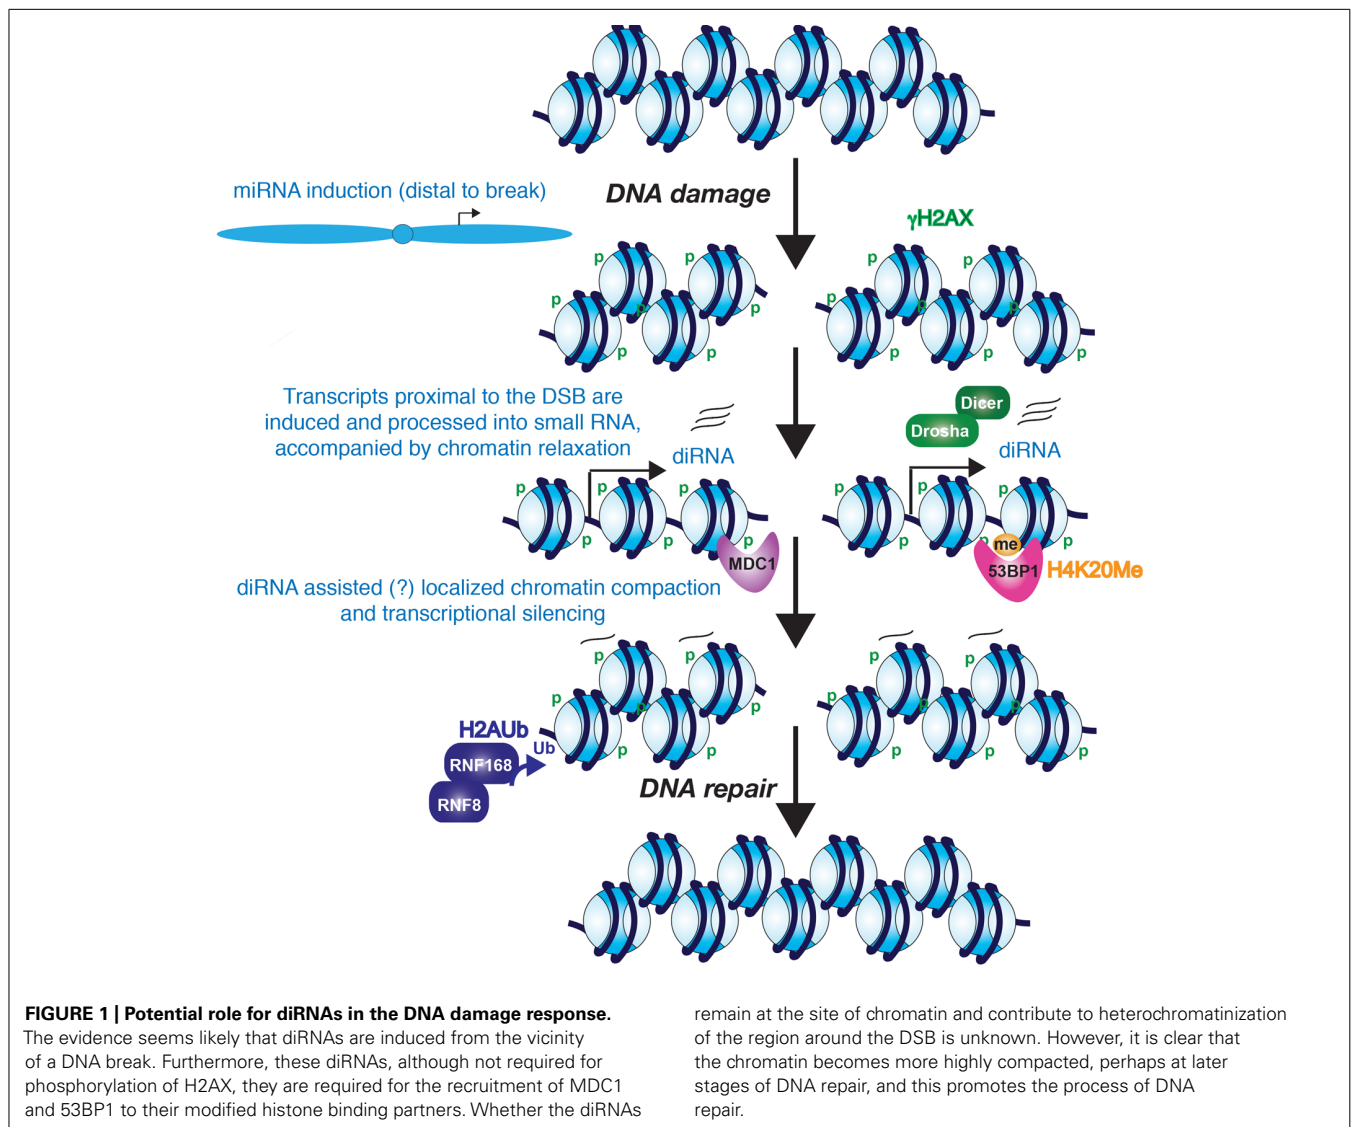 miRNA induction (distal to break)
DNA damage
γH2AX
p
p
p
p
p
p
p
p
p
p
p
p
p
p
Transcripts proximal to the DSB are
induced and processed into small RNA,
accompanied by chromatin relaxation
diRNA
Dicer
Drosha
diRNA
p
p
p
p
p
p
p
p
p
p
MDC1
me
53BP1
H4K20Me
diRNA assisted (?) localized chromatin compaction
and transcriptional silencing
p
p
p
p
p
p
p
p
p
p
p
p
p
p
H2AUb
Ub
RNF168
RNF8
DNA repair
FIGURE 1 | Potential role for diRNAs in the DNA damage response.
The evidence seems likely that diRNAs are induced from the vicinity
of a DNA break. Furthermore, these diRNAs, although not required for
phosphorylation of H2AX, they are required for the recruitment of MDC1
and 53BP1 to their modified histone binding partners. Whether the diRNAs
remain at the site of chromatin and contribute to heterochromatinization
of the region around the DSB is unknown. However, it is clear that
the chromatin becomes more highly compacted, perhaps at later
stages of DNA repair, and this promotes the process of DNA
repair.